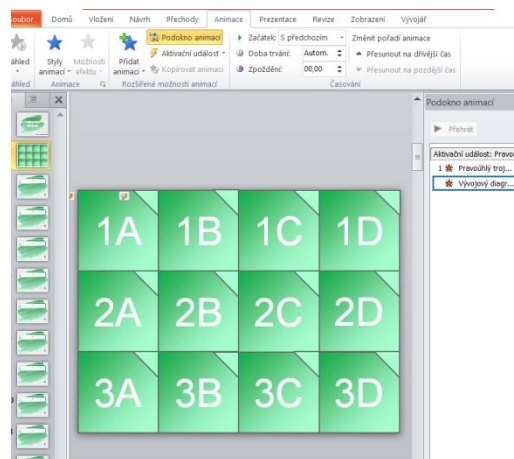 Soubor Domů Vložení Návrh Přechody Animace Prezentace Revize Zobrazení Vývojář
Podokno animací Začátek: S předchozím Změnit pořadí animace
Styly animací Možnosti efektu Přidat animaci Aktivační událost Doba trvání: Autom. Přesunout na dřívější čas
Kopírovat animaci Zpoždění: 00,00 Přesunout na pozdější čas
Animace Rozšířené možnosti animací Časování
Podokno animací
Přehrát
Aktivační událost: Pravo
1 Pravoúhlý troj...
Vývojový diagr...
1A 1B 1C 1D
2A 2B 2C 2D
3A 3B 3C 3D